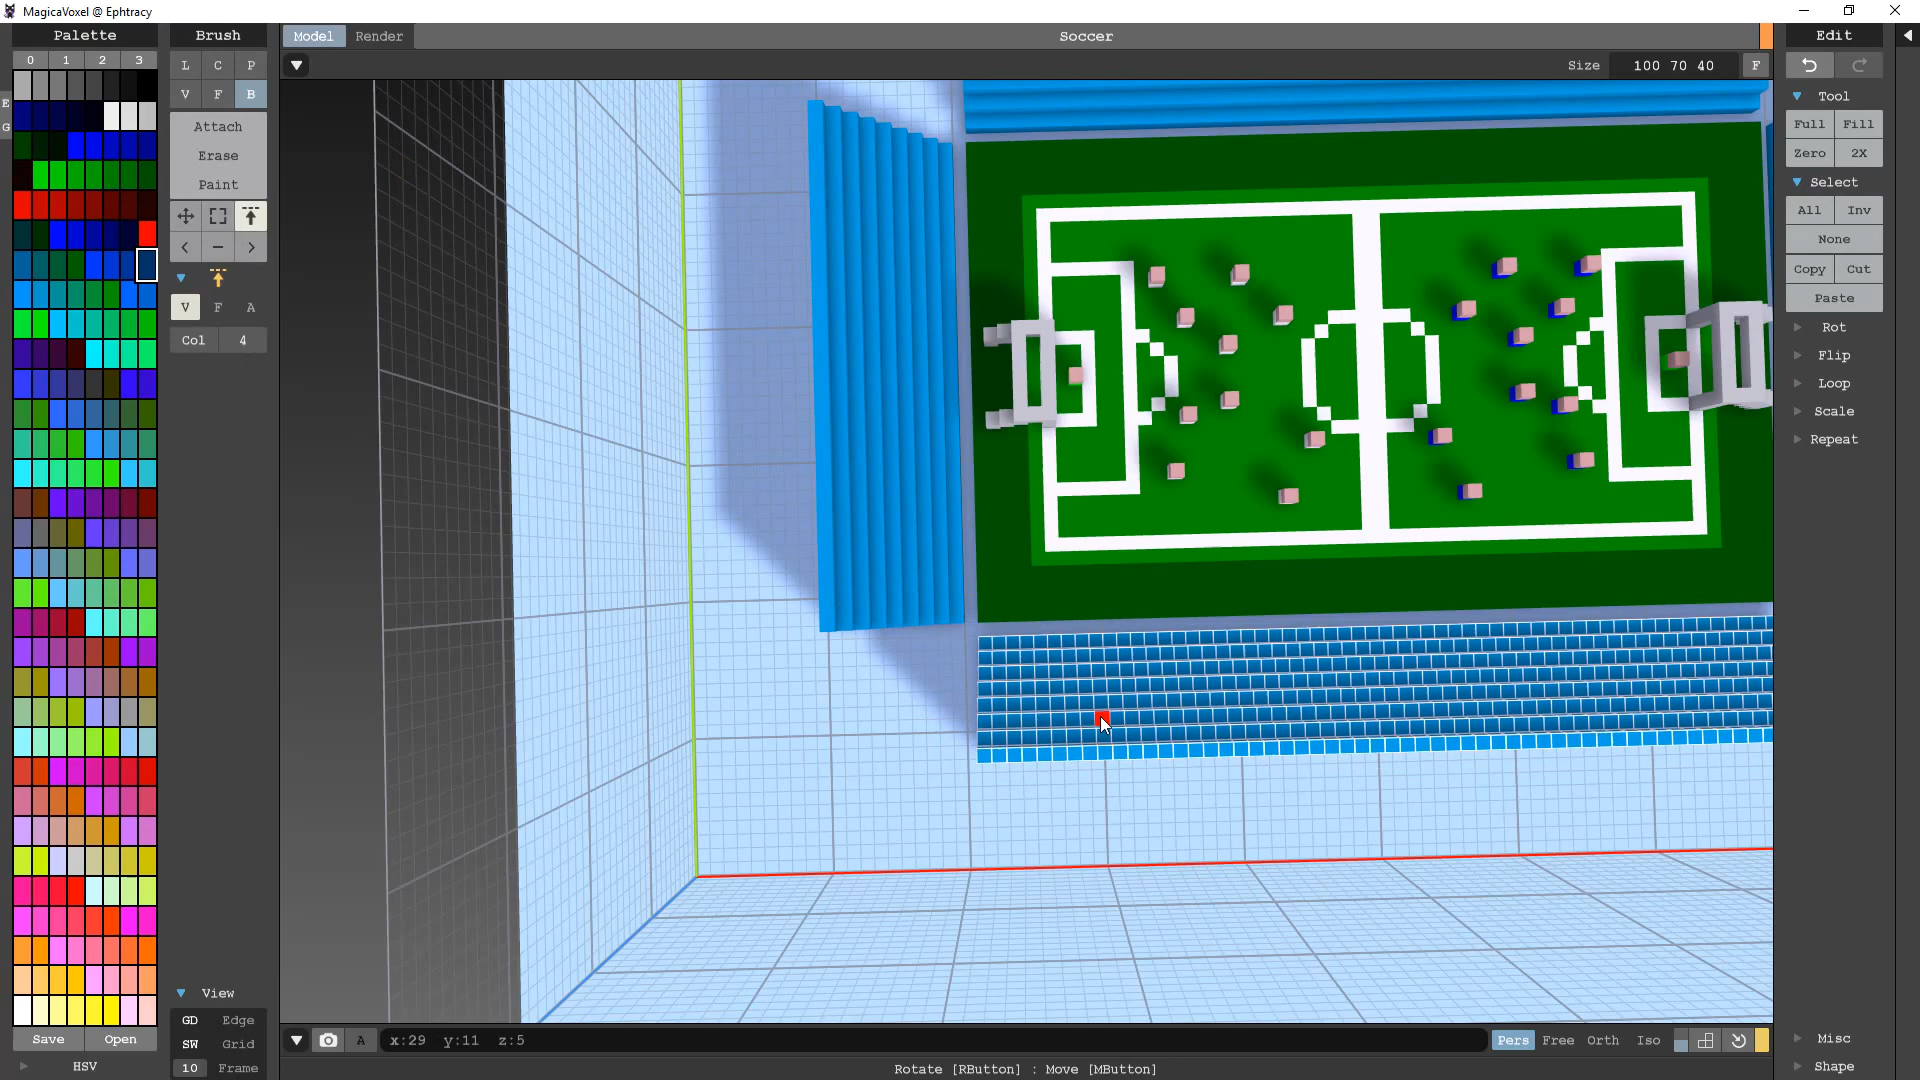 MagicaVoxel @ Ephtracy
Palette
Brush
Model
Render
Soccer
Edit
0
1
2
3
L
C
P
V
F
B
Size
100 70 40
F
E
G
Attach
Erase
Paint
V
F
A
Col
4
Tool
Full
Fill
Zero
2X
Select
All
Inv
None
Copy
Cut
Paste
Rot
Flip
Loop
Scale
Repeat
View
GD
Edge
SW
Grid
10
Frame
Save
Open
HSV
A
x:29 y:11 z:5
Pers
Free
Orth
Iso
Misc
Shape
Rotate [RButton] : Move [MButton]